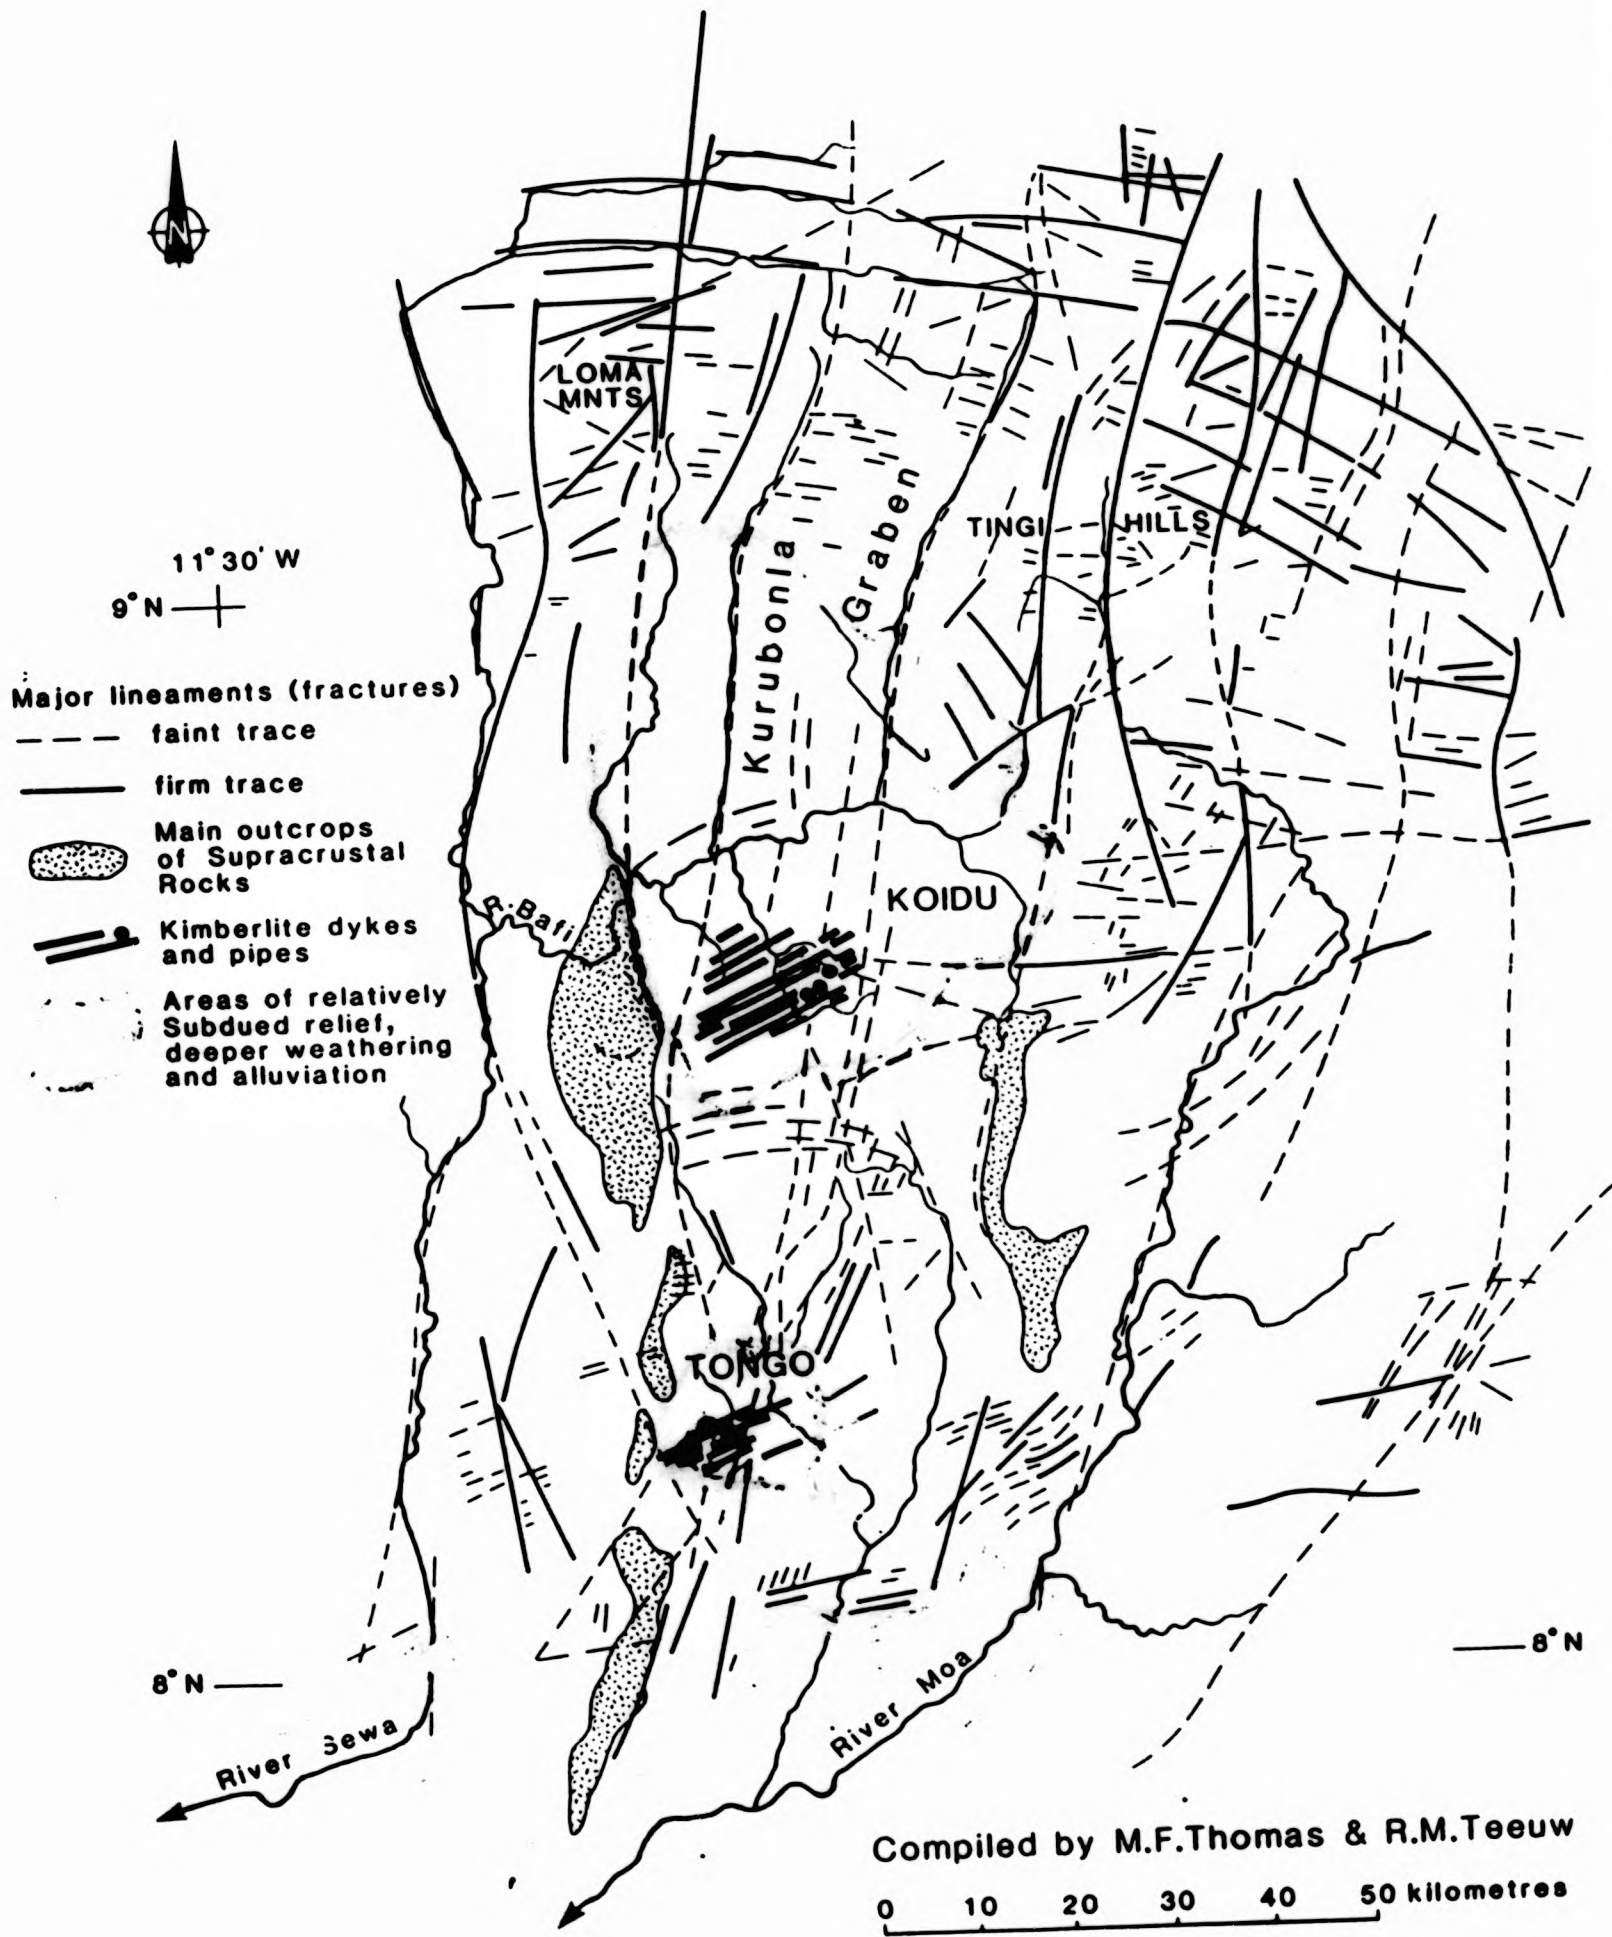 N
LOMA
MNTS
TINGI
HILLS
Kurubonla
Graben
11°30' W
9°N
Major lineaments (fractures)
faint trace
firm trace
Main outcrops
of Supracrustal
Rocks
Kimberlite dykes
and pipes
Areas of relatively
Subdued relief,
deeper weathering
and alluviation
R. Bafi
KOIDU
TONGO
8°N
8°N
River Sewa
River Moa
Compiled by M.F.Thomas & R.M.Teeuw
0 10 20 30 40 50 kilometres